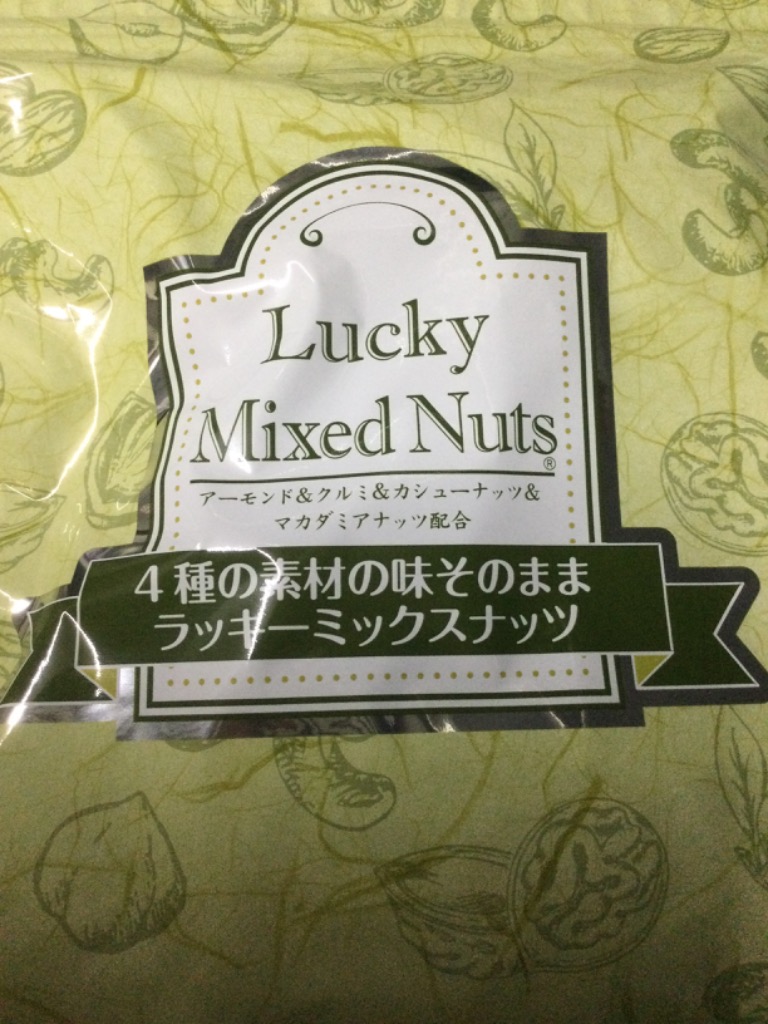 Lucky
Mixed Nuts®
アーモンド&クルミ&カシューナッツ&
マカダミアナッツ配合
4種の素材の味そのまま
ラッキーミックスナッツ